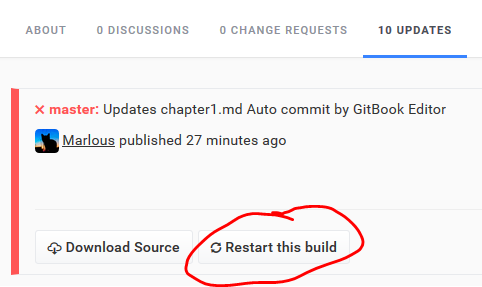 ABOUT 0 DISCUSSIONS 0 CHANGE REQUESTS 10 UPDATES
master: Updates chapter1.md Auto commit by GitBook Editor
Marlous published 27 minutes ago
Download Source Restart this build